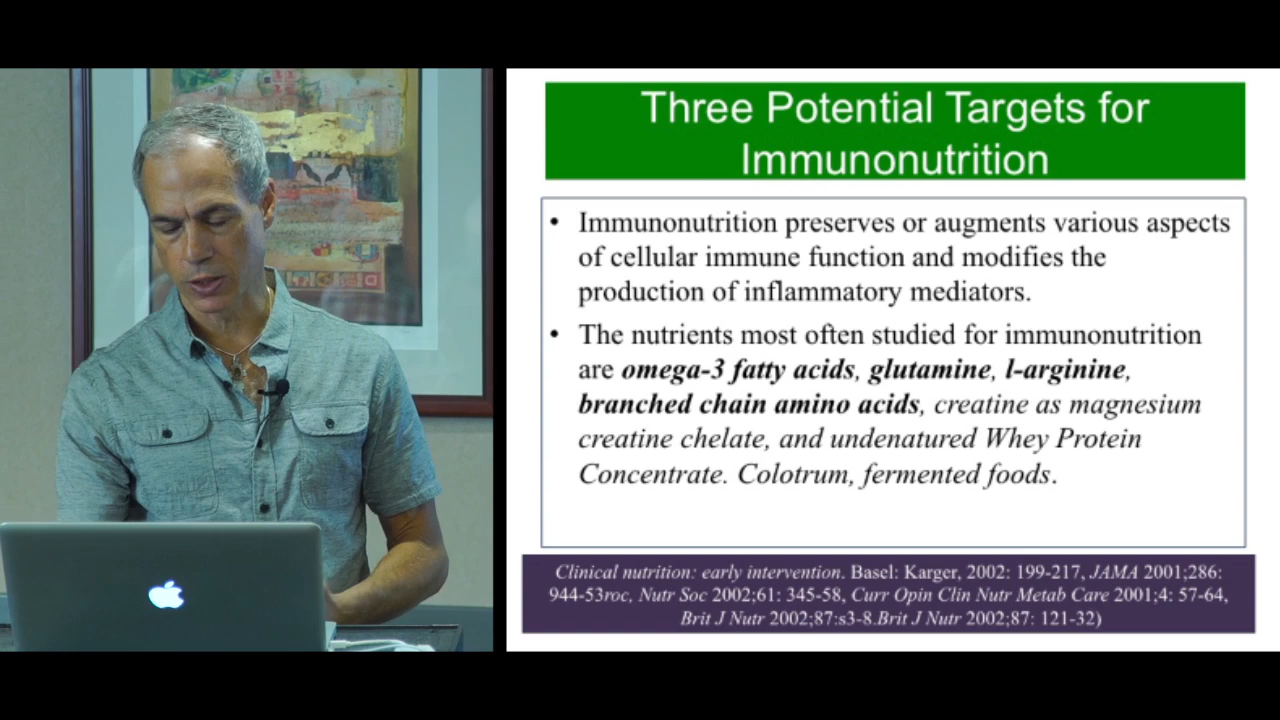 Three Potential Targets for
Immunonutrition
• Immunonutrition preserves or augments various aspects
of cellular immune function and modifies the
production of inflammatory mediators.
• The nutrients most often studied for immunonutrition
are omega-3 fatty acids, glutamine, l-arginine,
branched chain amino acids, creatine as magnesium
creatine chelate, and undenatured Whey Protein
Concentrate. Colotrum, fermented foods.
Clinical nutrition: early intervention. Basel: Karger, 2002: 199-217, JAMA 2001;286:
944-53roc, Nutr Soc 2002;61: 345-58, Curr Opin Clin Nutr Metab Care 2001;4: 57-64,
Brit J Nutr 2002;87:s3-8.Brit J Nutr 2002;87: 121-32)